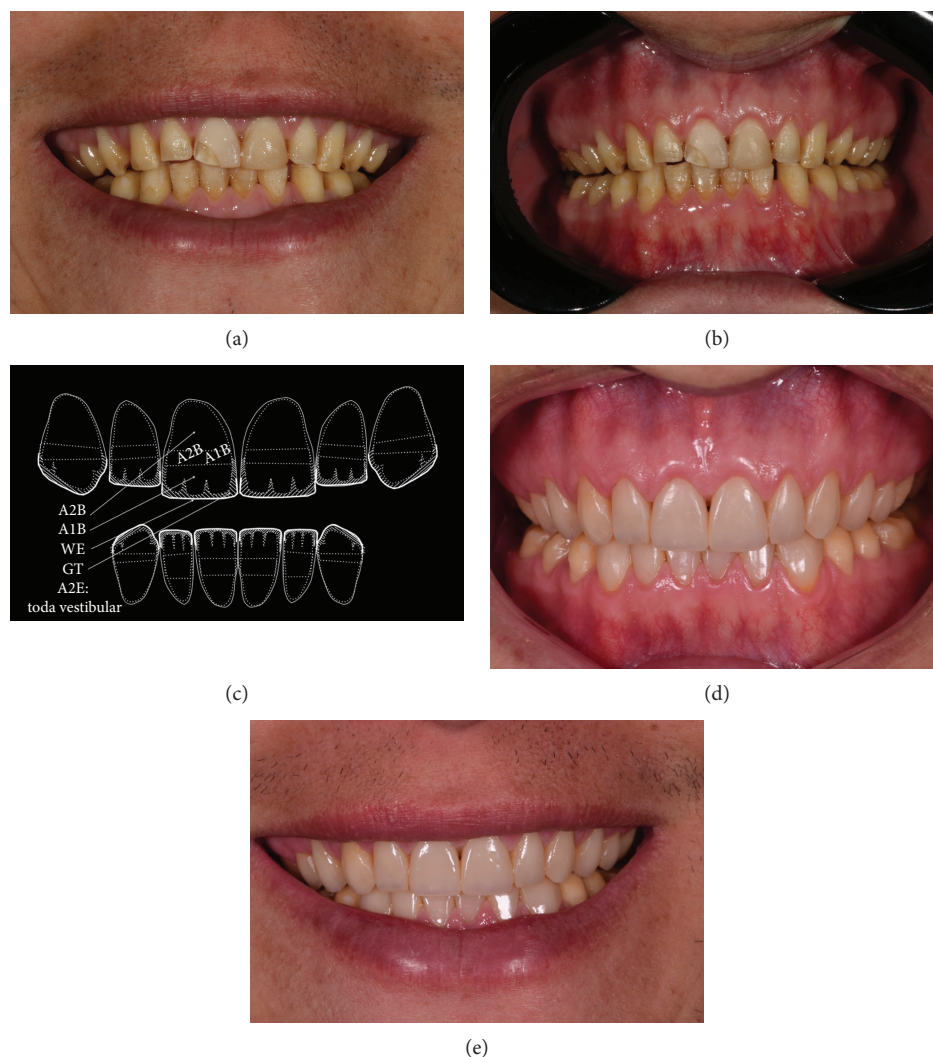 (a)
(b)
A2B A1B
A2B
A1B
WE
GT
A2E:
toda vestibular
(c)
(d)
(e)